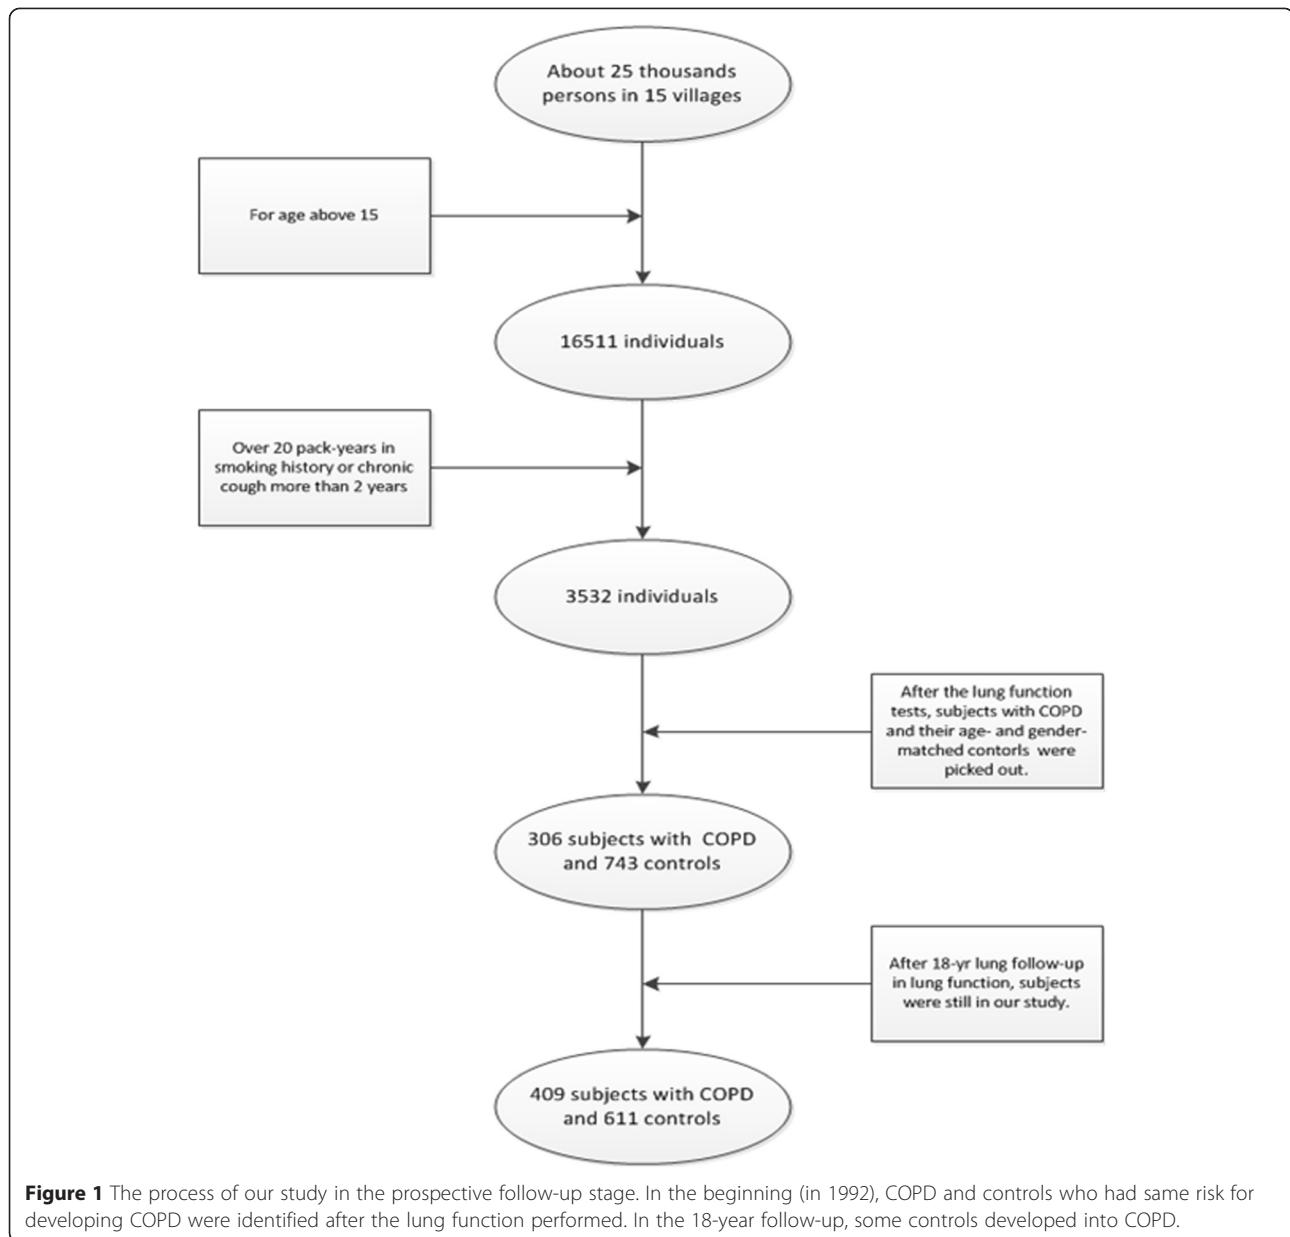 About 25 thousands
persons in 15 villages
For age above 15
16511 individuals
Over 20 pack-years in
smoking history or chronic
cough more than 2 years
3532 individuals
After the lung function
tests, subjects with COPD
and their age- and gender-
matched contorls were
picked out.
306 subjects with COPD
and 743 controls
After 18-yr lung follow-up
in lung function, subjects
were still in our study.
409 subjects with COPD
and 611 controls
Figure 1 The process of our study in the prospective follow-up stage. In the beginning (in 1992), COPD and controls who had same risk for
developing COPD were identified after the lung function performed. In the 18-year follow-up, some controls developed into COPD.